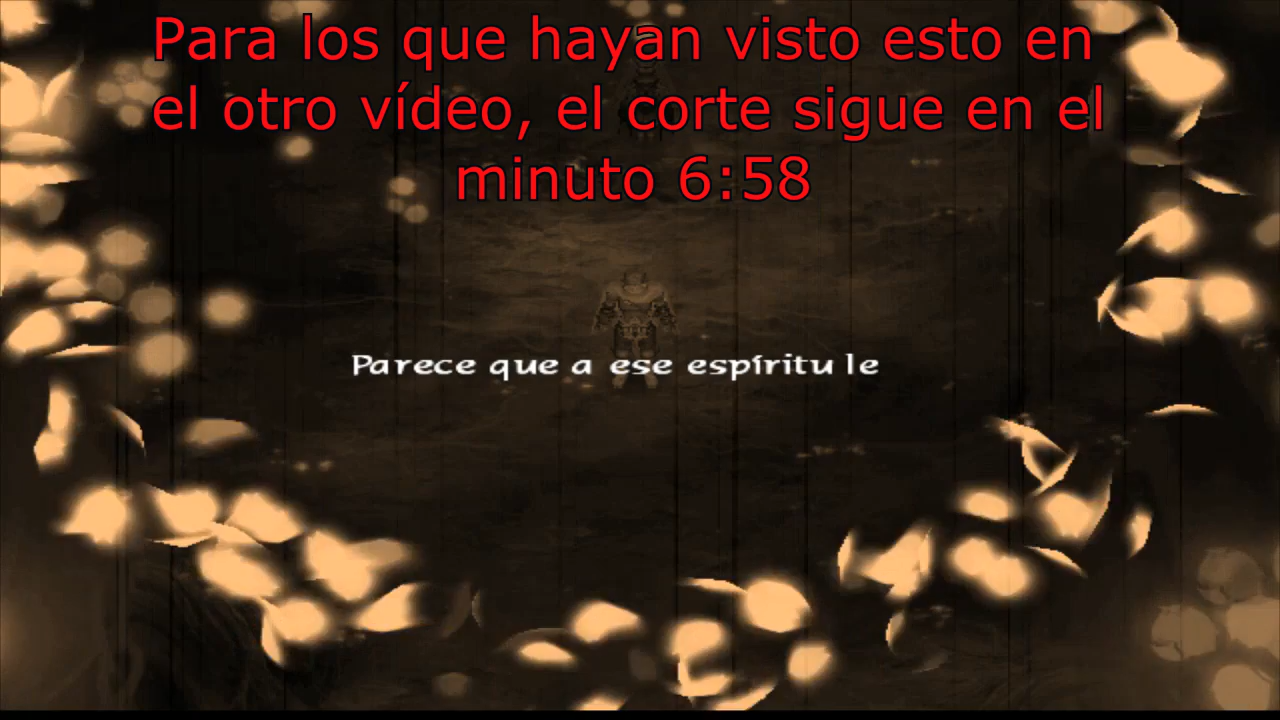 Para los que hayan visto esto en
el otro vídeo, el corte sigue en el
minuto 6:58
Parece que a ese espíritu le